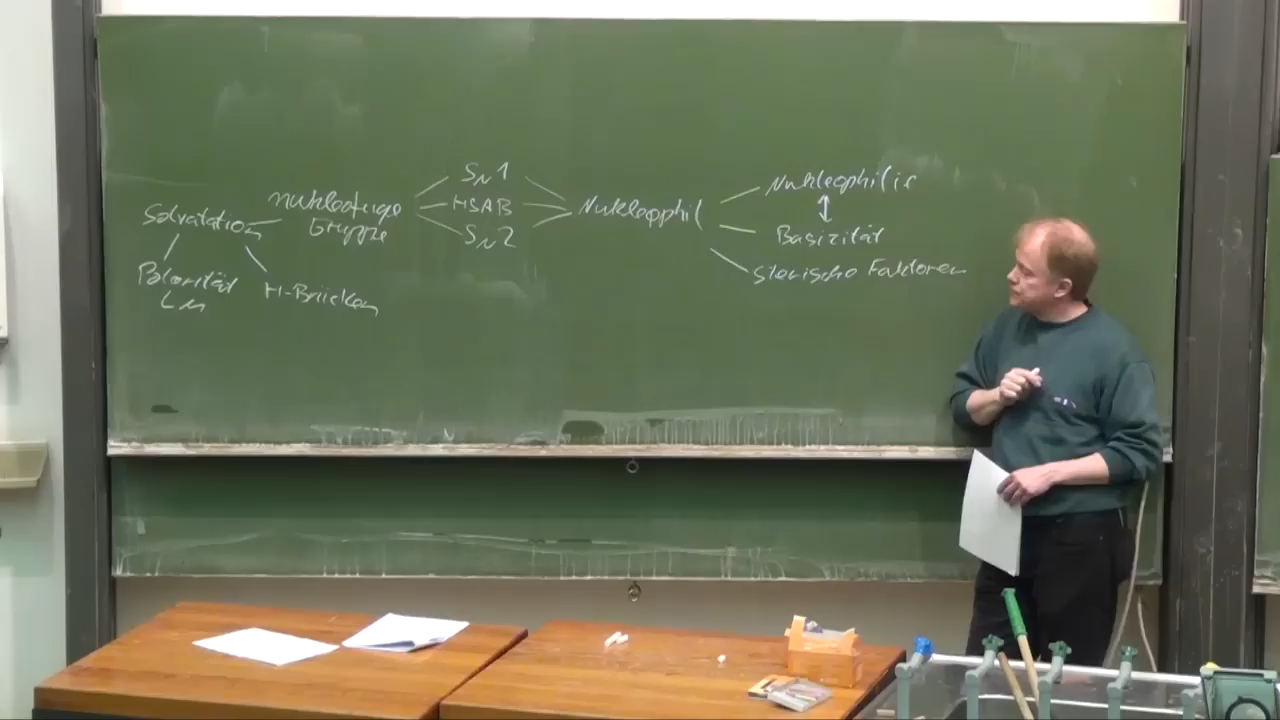 Solvatation
Polarität
LM
H-Brücken
nukleofuge
Gruppe
SN1
HSAB
SN2
Nukleophil
Nukleophilie
Basizität
Sterische Faktoren